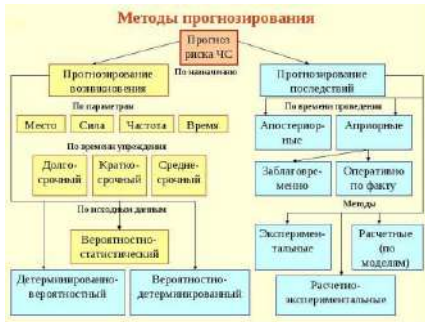 Методы прогнозирования
Прогноз
риска ЧС
По назначению
Прогнозирование
возникновения
Прогнозирование
последствий
По параметрам
Место
Сила
Частота
Время
По времени упреждения
Долго-
срочный
Кратко-
срочный
Средне-
срочный
По исходным данным
Вероятностно-
статистический
Детерминированно-
вероятностный
Вероятностно-
детерминированный
По времени проведения
Апостериор-
ные
Априорные
Заблаговре-
менно
Оперативно
по факту
Методы
Эксперимен-
тальные
Расчетные
(по
моделям)
Расчетно-
экспериментальные